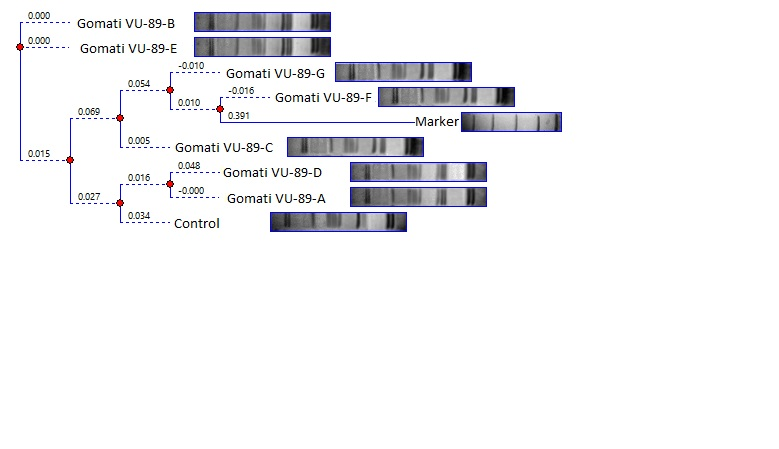 0.000
Gomati VU-89-B
0.000
Gomati VU-89-E
-0.010
Gomati VU-89-G
0.054
-0.016
Gomati VU-89-F
0.010
0.391
Marker
0.069
0.005
Gomati VU-89-C
0.015
0.048
Gomati VU-89-D
0.016
-0.000
Gomati VU-89-A
0.027
0.034
Control